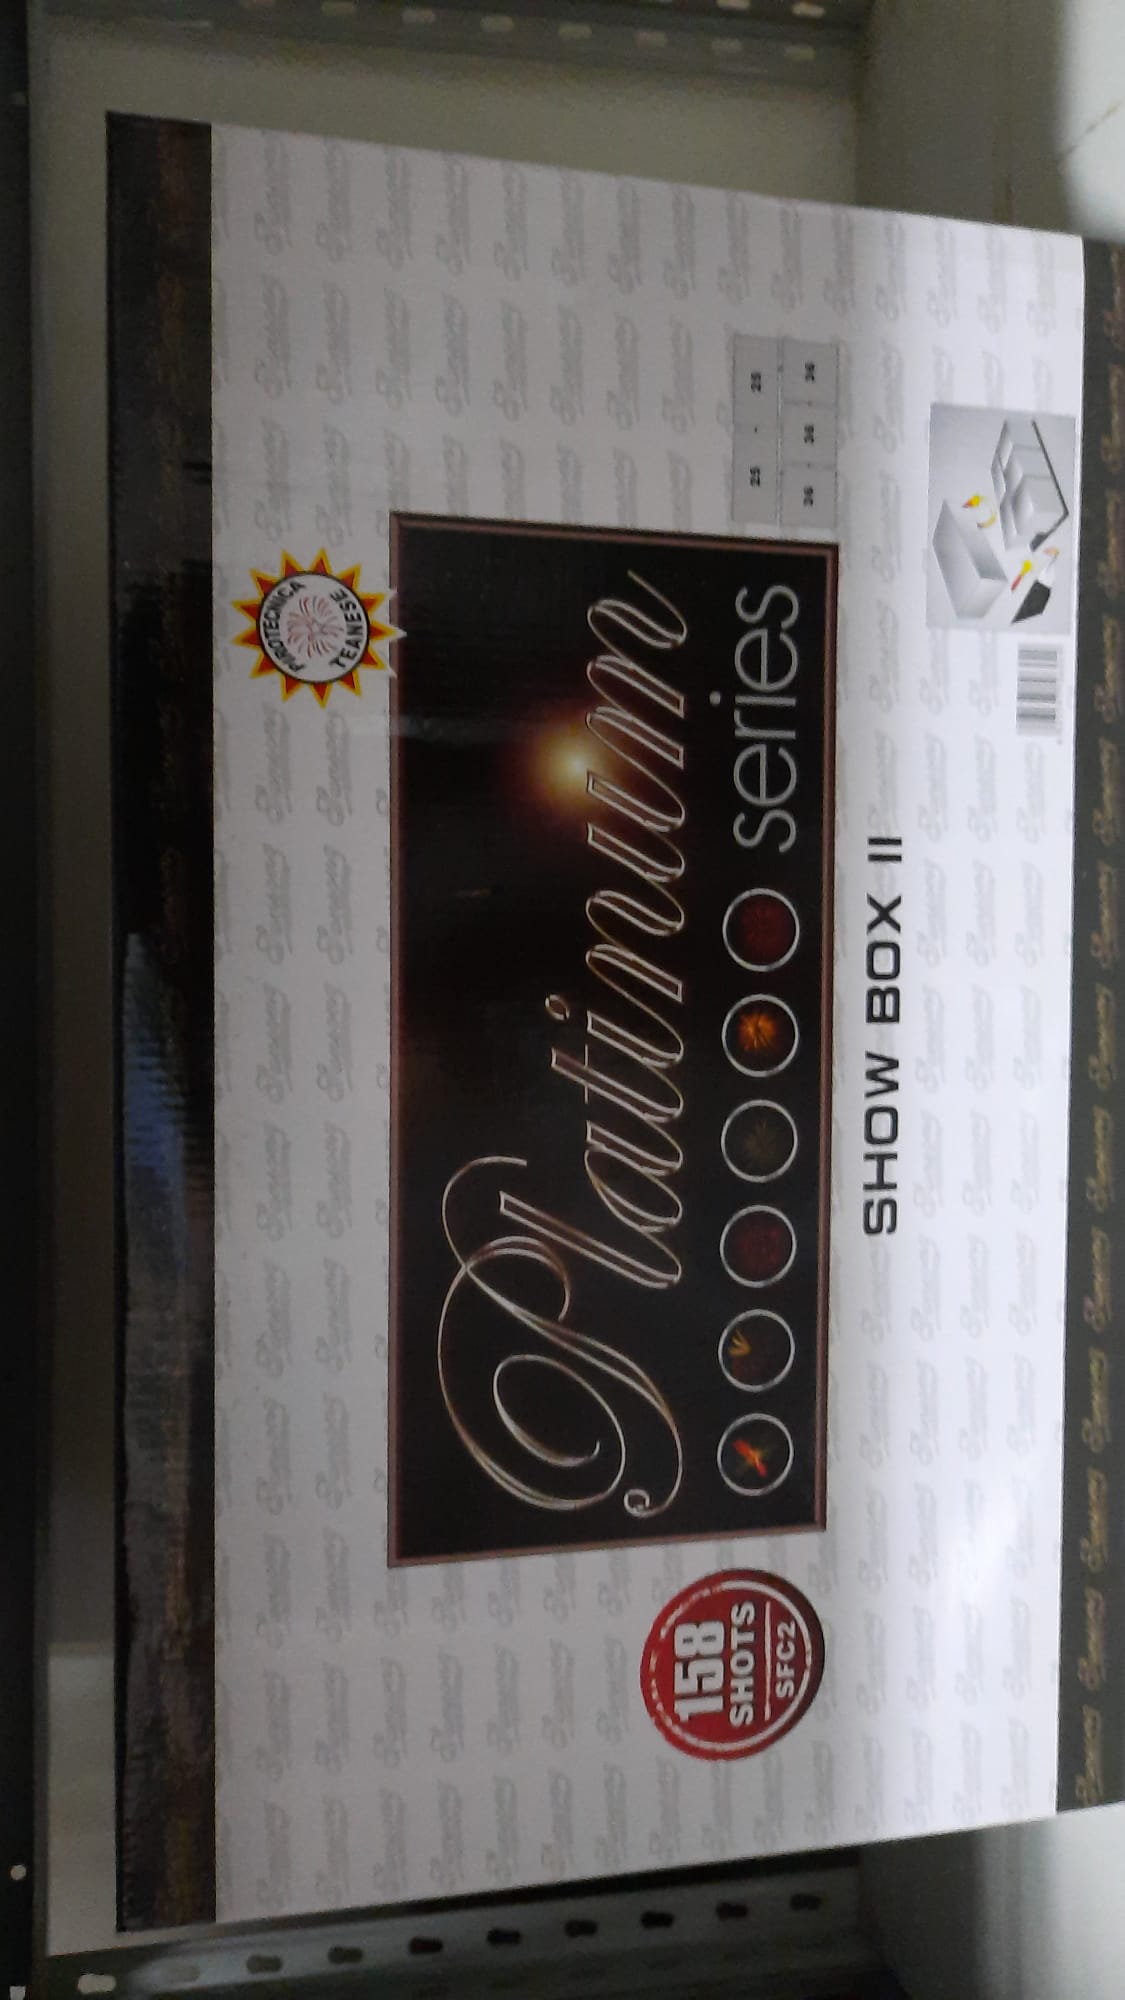 PIROTECNICA
TEANESE
Platinum
series
158
SHOTS
SFC2
SHOW BOX II
25 - 25
36 - 36 - 36